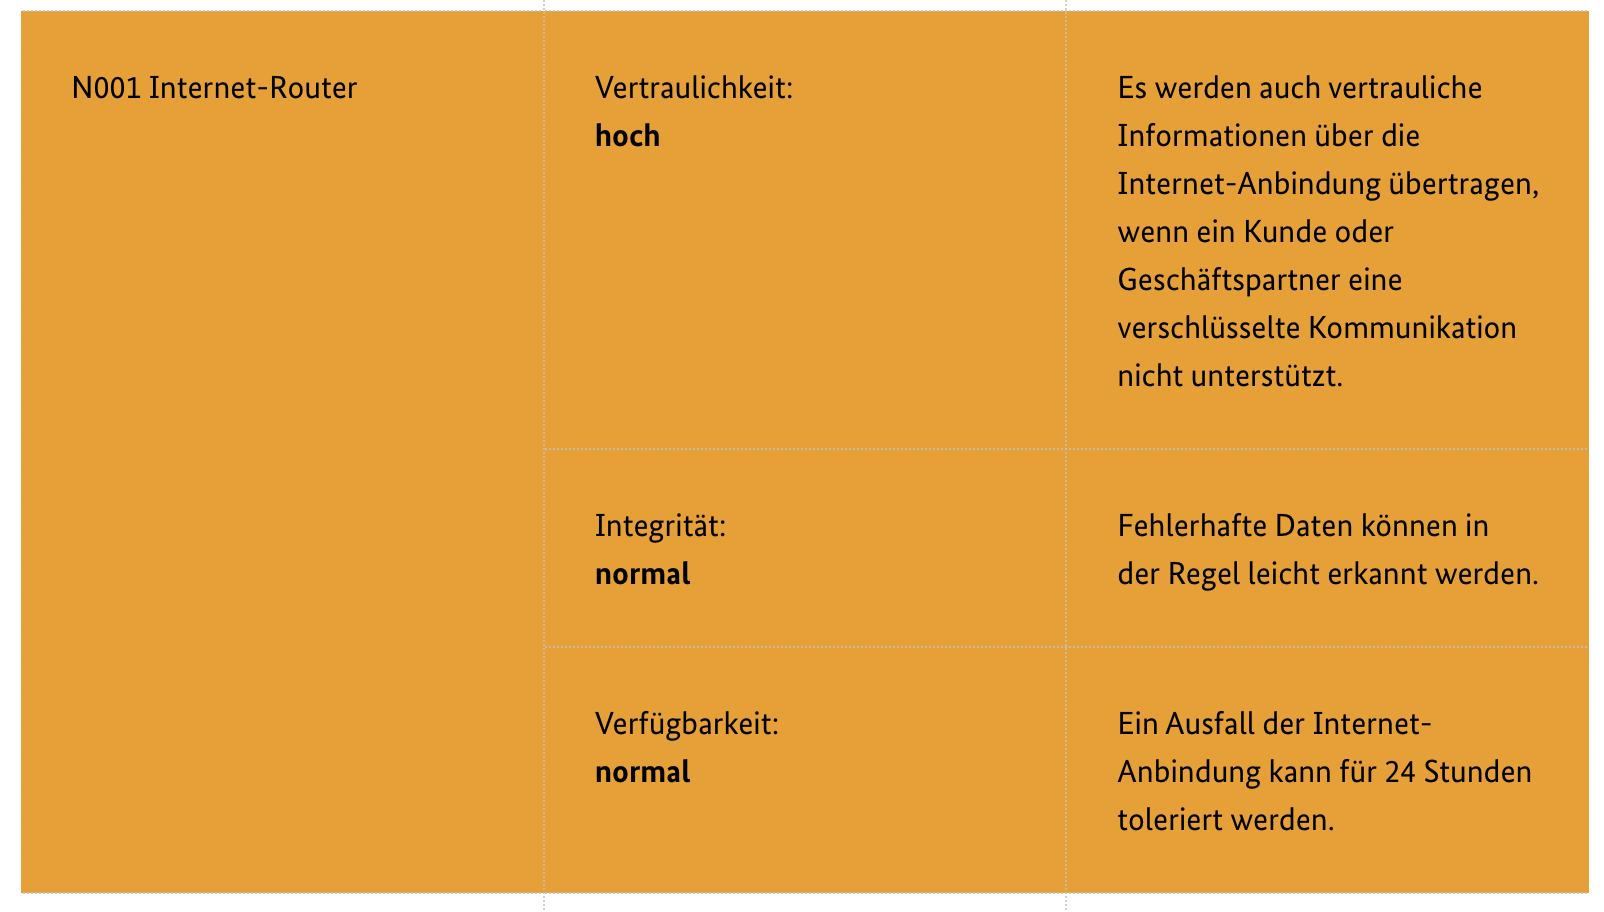 N001 Internet-Router
Vertraulichkeit:
hoch
Es werden auch vertrauliche
Informationen über die
Internet-Anbindung übertragen,
wenn ein Kunde oder
Geschäftspartner eine
verschlüsselte Kommunikation
nicht unterstützt.
Integrität:
normal
Fehlerhafte Daten können in
der Regel leicht erkannt werden.
Verfügbarkeit:
normal
Ein Ausfall der Internet-
Anbindung kann für 24 Stunden
toleriert werden.